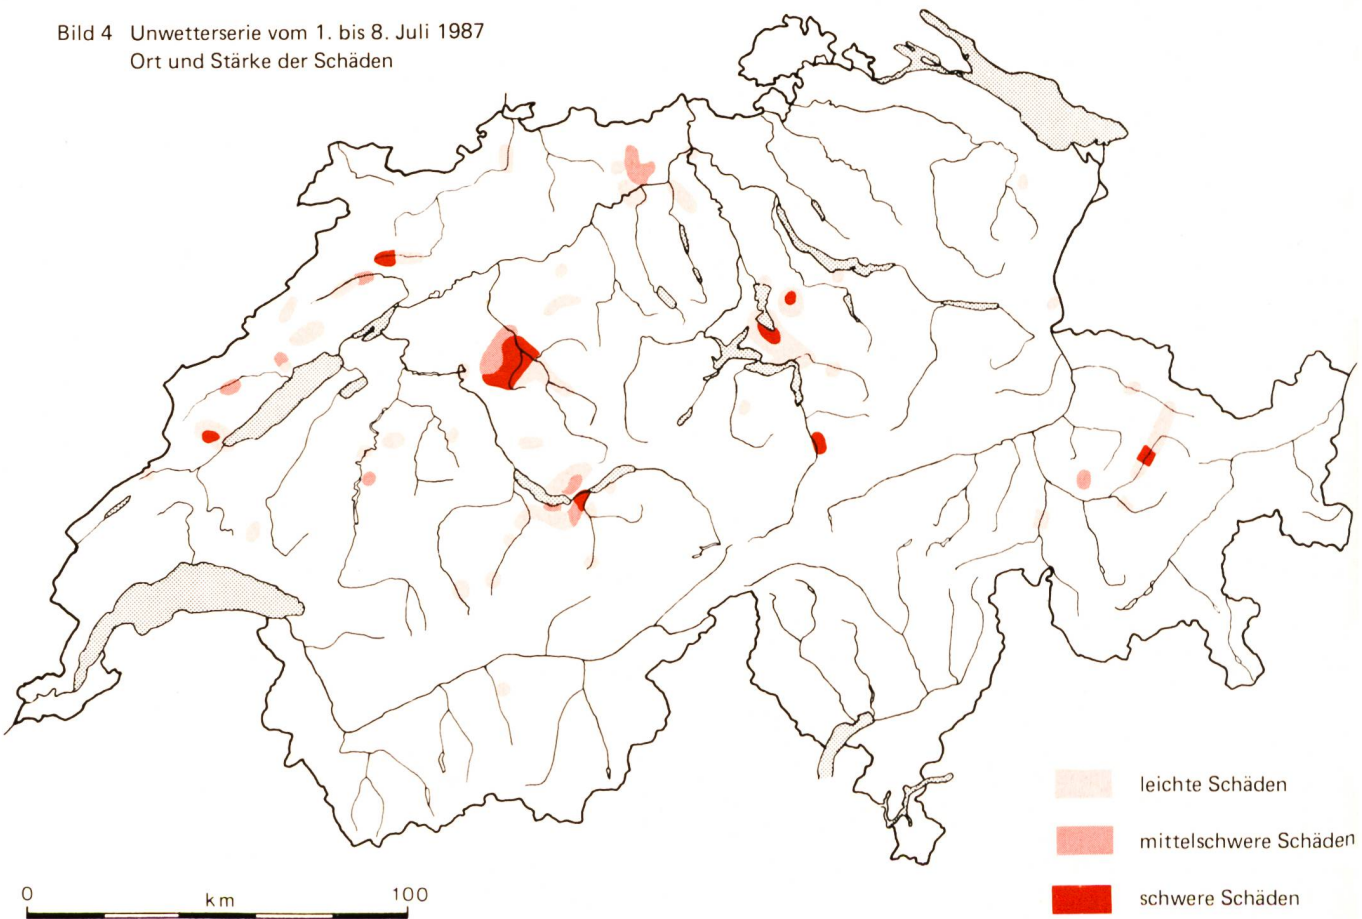 Bild 4 Unwetterserie vom 1. bis 8. Juli 1987
Ort und Stärke der Schäden
leichte Schäden
mittelschwere Schäden
schwere Schäden
0 km 100